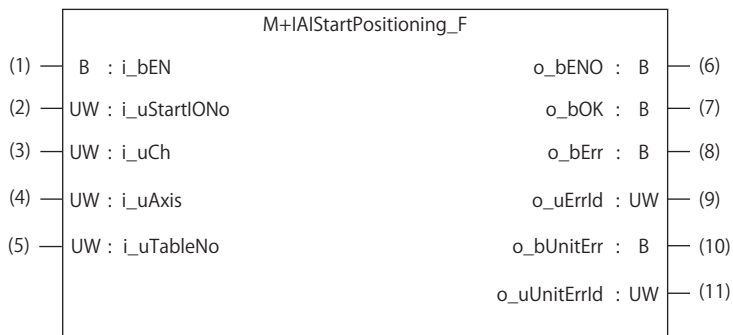 M+IAIStartPositioning_F
(1) B : i_bEN o_bENO : B (6)
(2) UW : i_uStartIONo o_bOK : B (7)
(3) UW : i_uCh o_bErr : B (8)
(4) UW : i_uAxis o_uErrId : UW (9)
(5) UW : i_uTableNo o_bUnitErr : B (10)
o_uUnitErrId : UW (11)